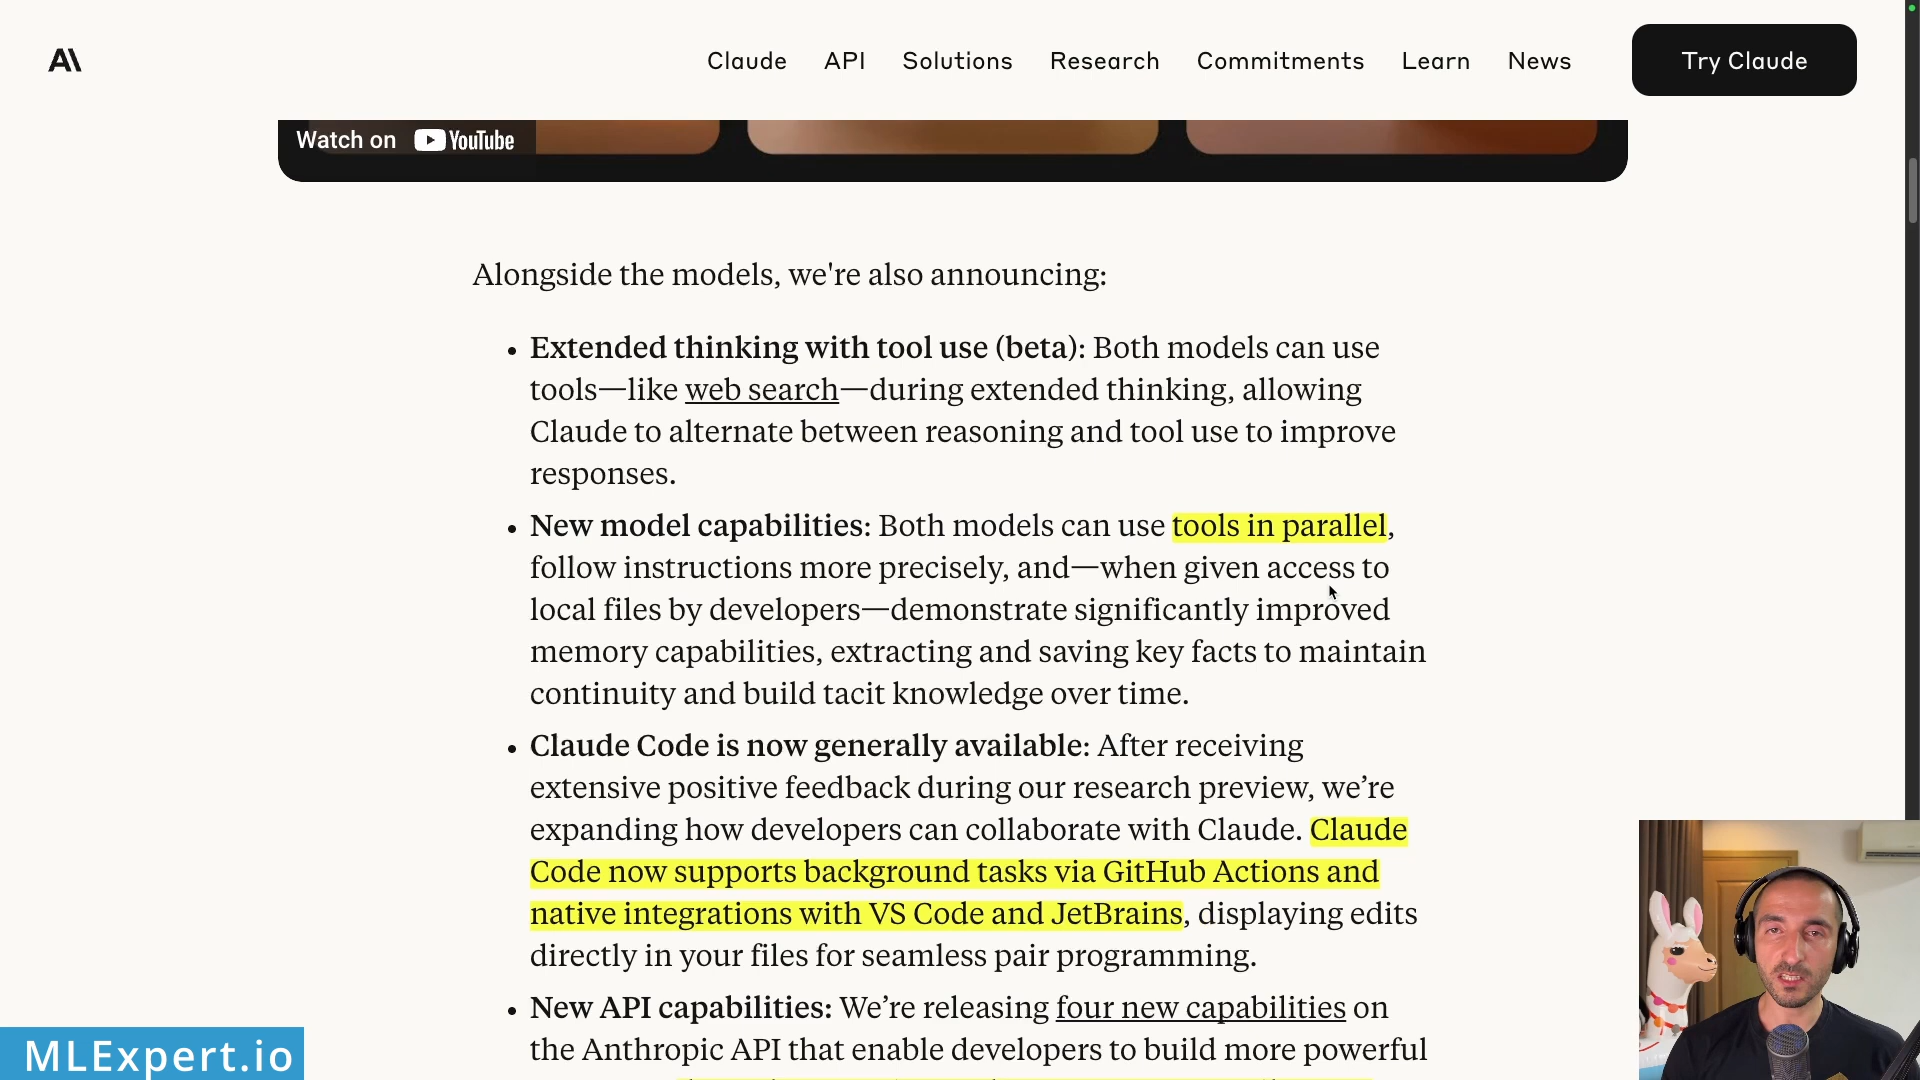 Claude API Solutions Research Commitments Learn News Try Claude
Watch on YouTube
Alongside the models, we're also announcing:
• Extended thinking with tool use (beta): Both models can use
tools—like web search—during extended thinking, allowing
Claude to alternate between reasoning and tool use to improve
responses.
• New model capabilities: Both models can use tools in parallel,
follow instructions more precisely, and—when given access to
local files by developers—demonstrate significantly improved
memory capabilities, extracting and saving key facts to maintain
continuity and build tacit knowledge over time.
• Claude Code is now generally available: After receiving
extensive positive feedback during our research preview, we’re
expanding how developers can collaborate with Claude. Claude
Code now supports background tasks via GitHub Actions and
native integrations with VS Code and JetBrains, displaying edits
directly in your files for seamless pair programming.
• New API capabilities: We’re releasing four new capabilities on
the Anthropic API that enable developers to build more powerful
MLExpert.io